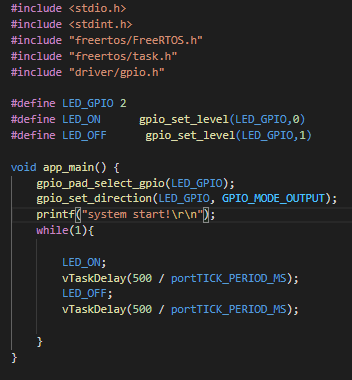 #include <stdio.h>
#include <stdint.h>
#include "freertos/FreeRTOS.h"
#include "freertos/task.h"
#include "driver/gpio.h"
#define LED_GPIO 2
#define LED_ON gpio_set_level(LED_GPIO,0)
#define LED_OFF gpio_set_level(LED_GPIO,1)
void app_main() {
gpio_pad_select_gpio(LED_GPIO);
gpio_set_direction(LED_GPIO, GPIO_MODE_OUTPUT);
printf("system start!\r\n");
while(1){
LED_ON;
vTaskDelay(500 / portTICK_PERIOD_MS);
LED_OFF;
vTaskDelay(500 / portTICK_PERIOD_MS);
}
}